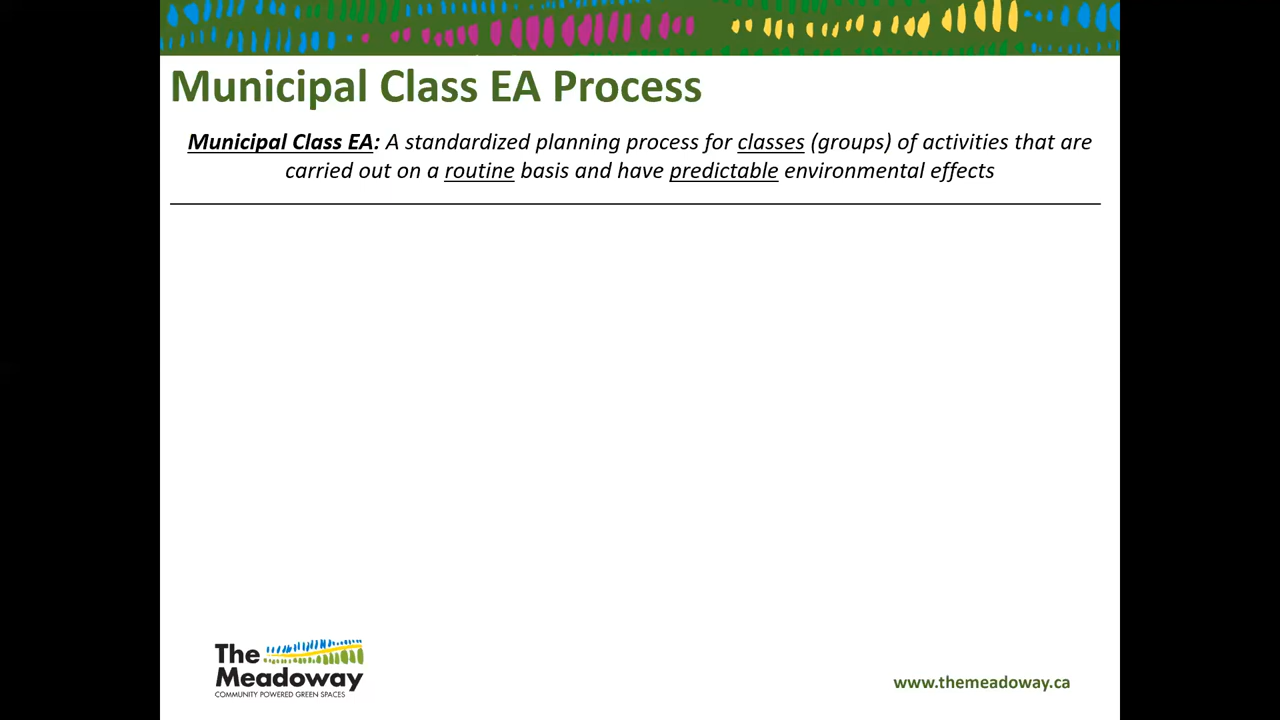 Municipal Class EA Process
Municipal Class EA: A standardized planning process for classes (groups) of activities that are
carried out on a routine basis and have predictable environmental effects
The
Meadoway
COMMUNITY POWERED GREEN SPACES
www.themeadoway.ca